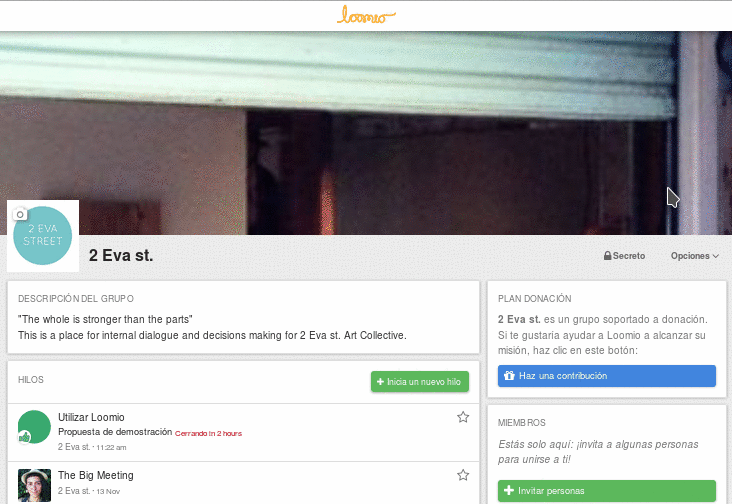 loomio
2 EVA
STREET
2 Eva st.
Secreto
Opciones
DESCRIPCIÓN DEL GRUPO
"The whole is stronger than the parts"
This is a place for internal dialogue and decisions making for 2 Eva st. Art Collective.
HILOS
Inicia un nuevo hilo
Utilizar Loomio
Propuesta de demostración Cerrando in 2 hours
2 Eva st. · 11:22 am
The Big Meeting
2 Eva st. · 13 Nov
PLAN DONACIÓN
2 Eva st. es un grupo soportado a donación.
Si te gustaría ayudar a Loomio a alcanzar su
misión, haz clic en este botón:
Haz una contribución
MIEMBROS
Estás solo aquí: ¡invita a algunas personas
para unirse a tí!
Invitar personas